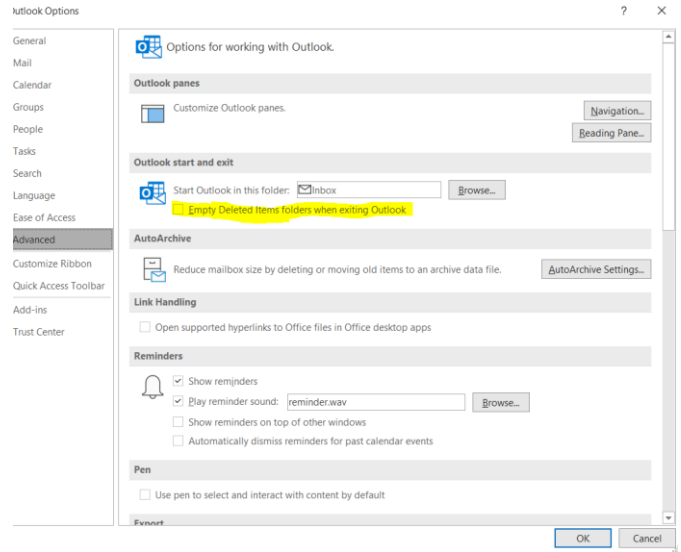 Outlook Options
?
General
Mail
Calendar
Groups
People
Tasks
Search
Language
Ease of Access
Advanced
Customize Ribbon
Quick Access Toolbar
Add-ins
Trust Center
Options for working with Outlook.
Outlook panes
Customize Outlook panes.
Navigation...
Reading Pane...
Outlook start and exit
Start Outlook in this folder: Inbox Browse...
Empty Deleted Items folders when exiting Outlook
AutoArchive
Reduce mailbox size by deleting or moving old items to an archive data file. AutoArchive Settings...
Link Handling
Open supported hyperlinks to Office files in Office desktop apps
Reminders
Show reminders
Play reminder sound: reminder.wav Browse...
Show reminders on top of other windows
Automatically dismiss reminders for past calendar events
Pen
Use pen to select and interact with content by default
Export
OK Cancel